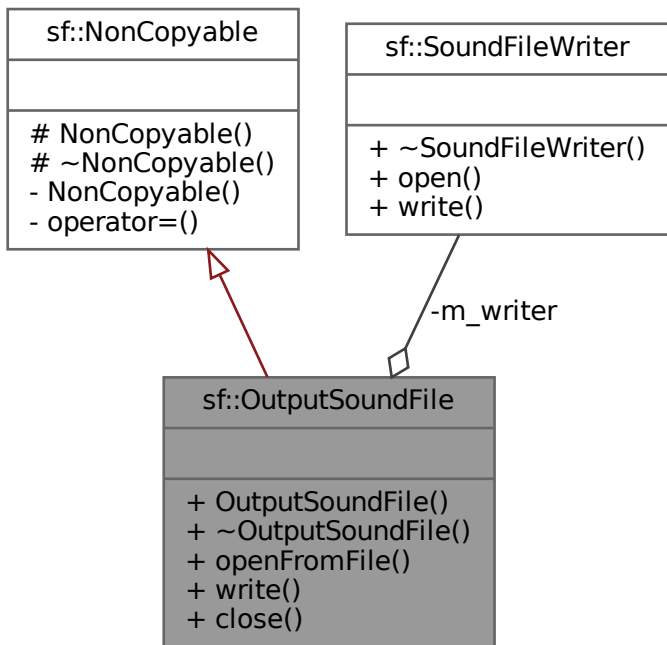 sf::NonCopyable
# NonCopyable()
# ~NonCopyable()
- NonCopyable()
- operator=()
sf::SoundFileWriter
+ ~SoundFileWriter()
+ open()
+ write()
-m_writer
sf::OutputSoundFile
+ OutputSoundFile()
+ ~OutputSoundFile()
+ openFromFile()
+ write()
+ close()